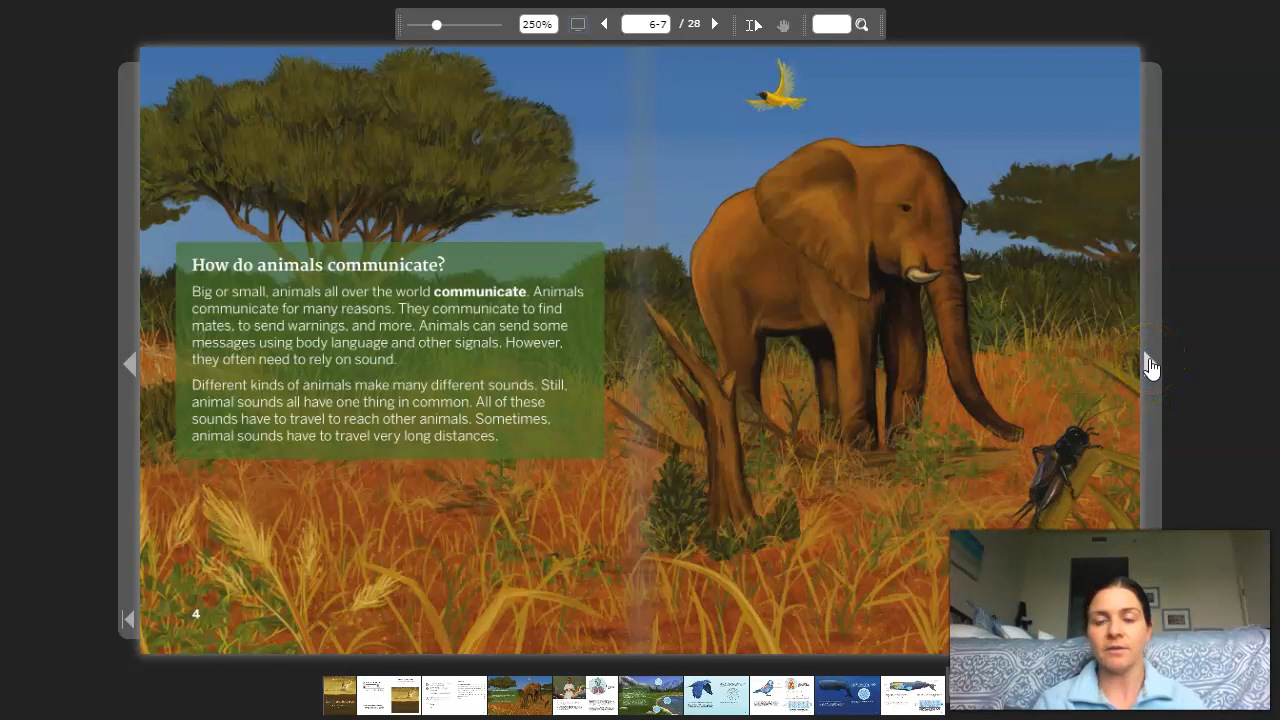 250%
6-7
/ 28
How do animals communicate?
Big or small, animals all over the world communicate. Animals
communicate for many reasons. They communicate to find
mates, to send warnings, and more. Animals can send some
messages using body language and other signals. However,
they often need to rely on sound.
Different kinds of animals make many different sounds. Still,
animal sounds all have one thing in common. All of these
sounds have to travel to reach other animals. Sometimes,
animal sounds have to travel very long distances.
4